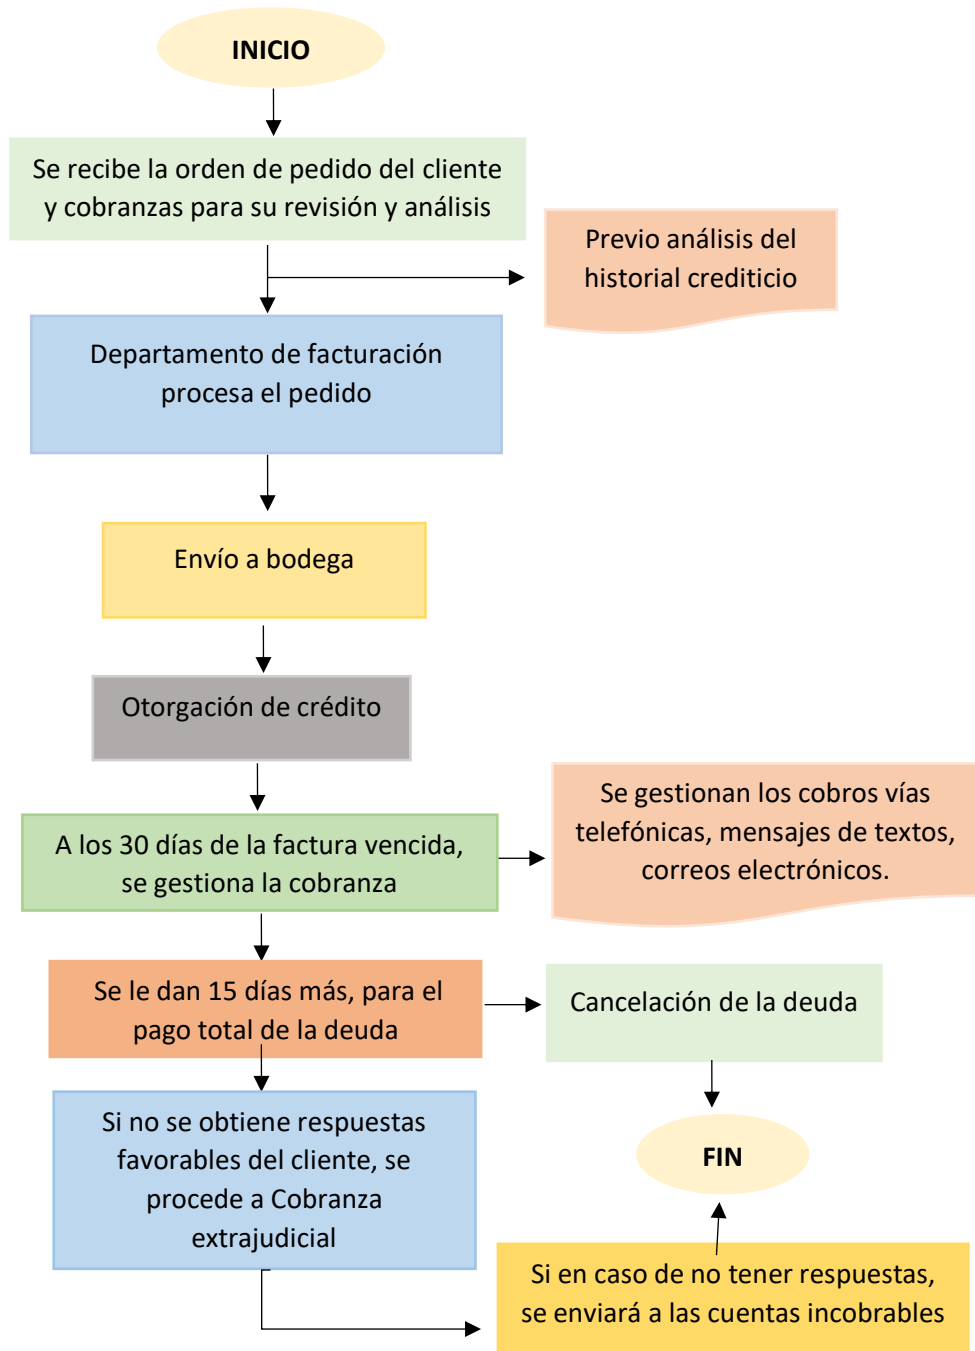 INICIO
Se recibe la orden de pedido del cliente
y cobranzas para su revisión y análisis
Previo análisis del
historial crediticio
Departamento de facturación
procesa el pedido
Envío a bodega
Otorgación de crédito
A los 30 días de la factura vencida,
se gestiona la cobranza
Se gestionan los cobros vías
telefónicas, mensajes de textos,
correos electrónicos.
Se le dan 15 días más, para el
pago total de la deuda
Cancelación de la deuda
Si no se obtiene respuestas
favorables del cliente, se
procede a Cobranza
extrajudicial
FIN
Si en caso de no tener respuestas,
se enviará a las cuentas incobrables